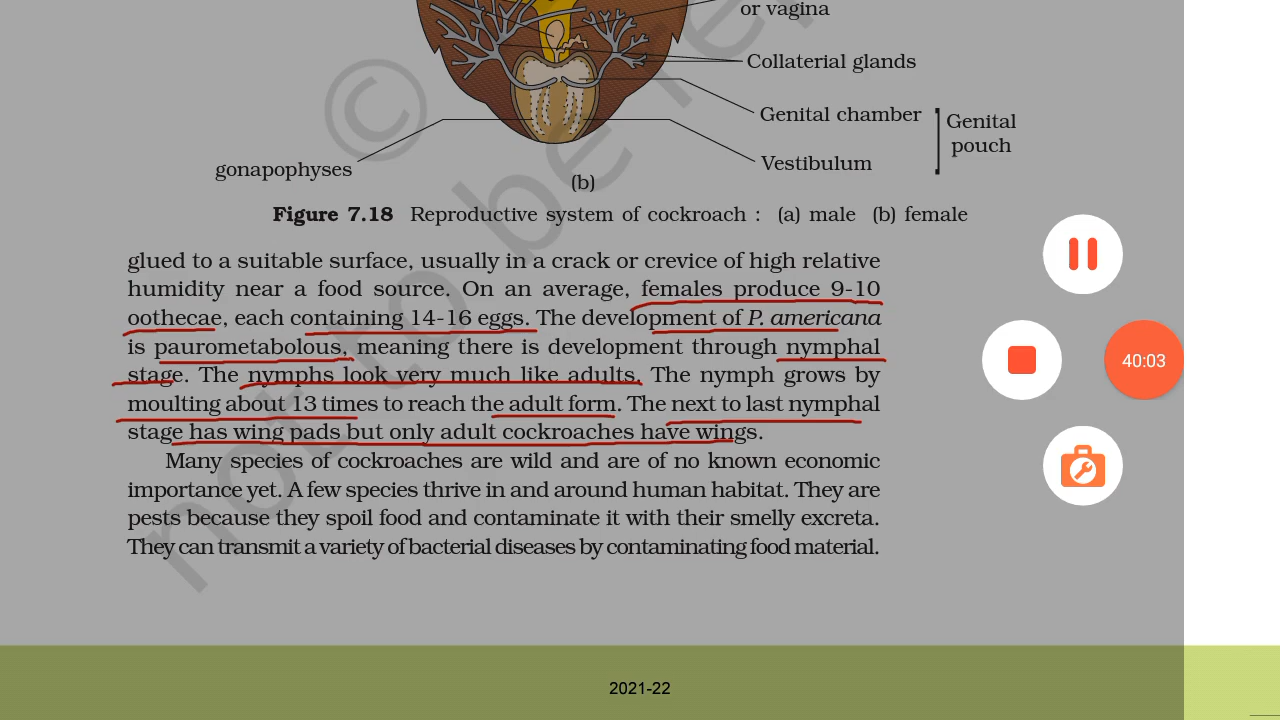 or vagina
Collaterial glands
Genital chamber
Genital
pouch
Vestibulum
gonapophyses
(b)
Figure 7.18 Reproductive system of cockroach : (a) male (b) female
glued to a suitable surface, usually in a crack or crevice of high relative
humidity near a food source. On an average, females produce 9-10
oothecae, each containing 14-16 eggs. The development of P. americana
is paurometabolous, meaning there is development through nymphal
stage. The nymphs look very much like adults. The nymph grows by
moulting about 13 times to reach the adult form. The next to last nymphal
stage has wing pads but only adult cockroaches have wings.
Many species of cockroaches are wild and are of no known economic
importance yet. A few species thrive in and around human habitat. They are
pests because they spoil food and contaminate it with their smelly excreta.
They can transmit a variety of bacterial diseases by contaminating food material.
40:03
© not to be re
2021-22